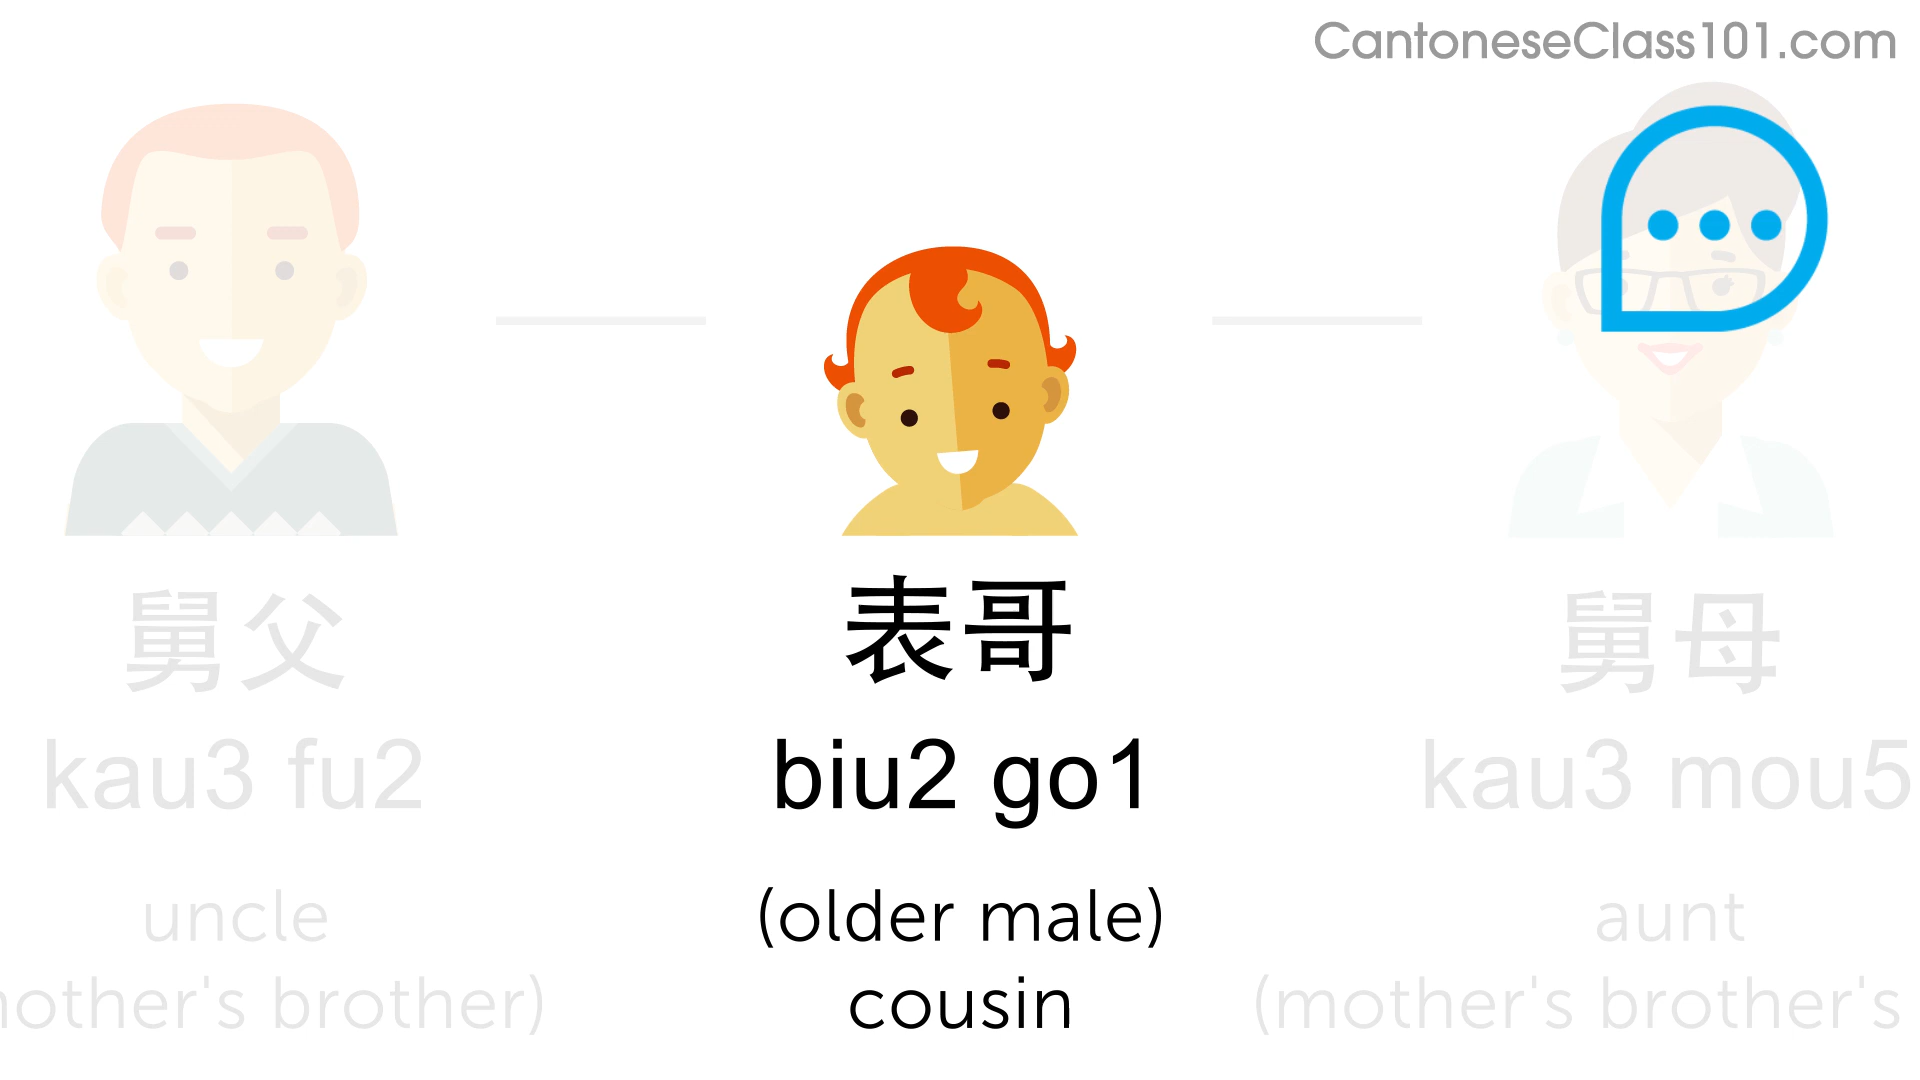 CantoneseClass101.com
舅父
kau3 fu2
uncle
other's brother)
表哥
biu2 go1
(older male)
cousin
舅母
kau3 mou5
aunt
(mother's brother's